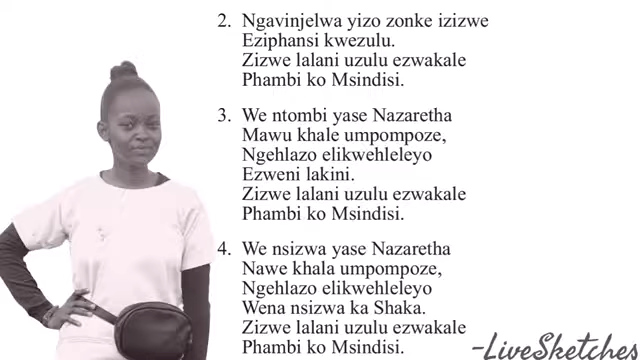 2. Ngavinjelwa yizo zonke izizwe
Eziphansi kwezulu.
Zizwe lalani uzulu ezwakale
Phambi ko Msindisi.
3. We ntombi yase Nazaretha
Mawu khale umpompoze,
Ngehlazo elikwehleleyo
Ezweni lakini.
Zizwe lalani uzulu ezwakale
Phambi ko Msindisi.
4. We nsizwa yase Nazaretha
Nawe khala umpompoze,
Ngehlazo elikwehleleyo
Wena nsizwa ka Shaka.
Zizwe lalani uzulu ezwakale
Phambi ko Msindisi.
-LiveSketches